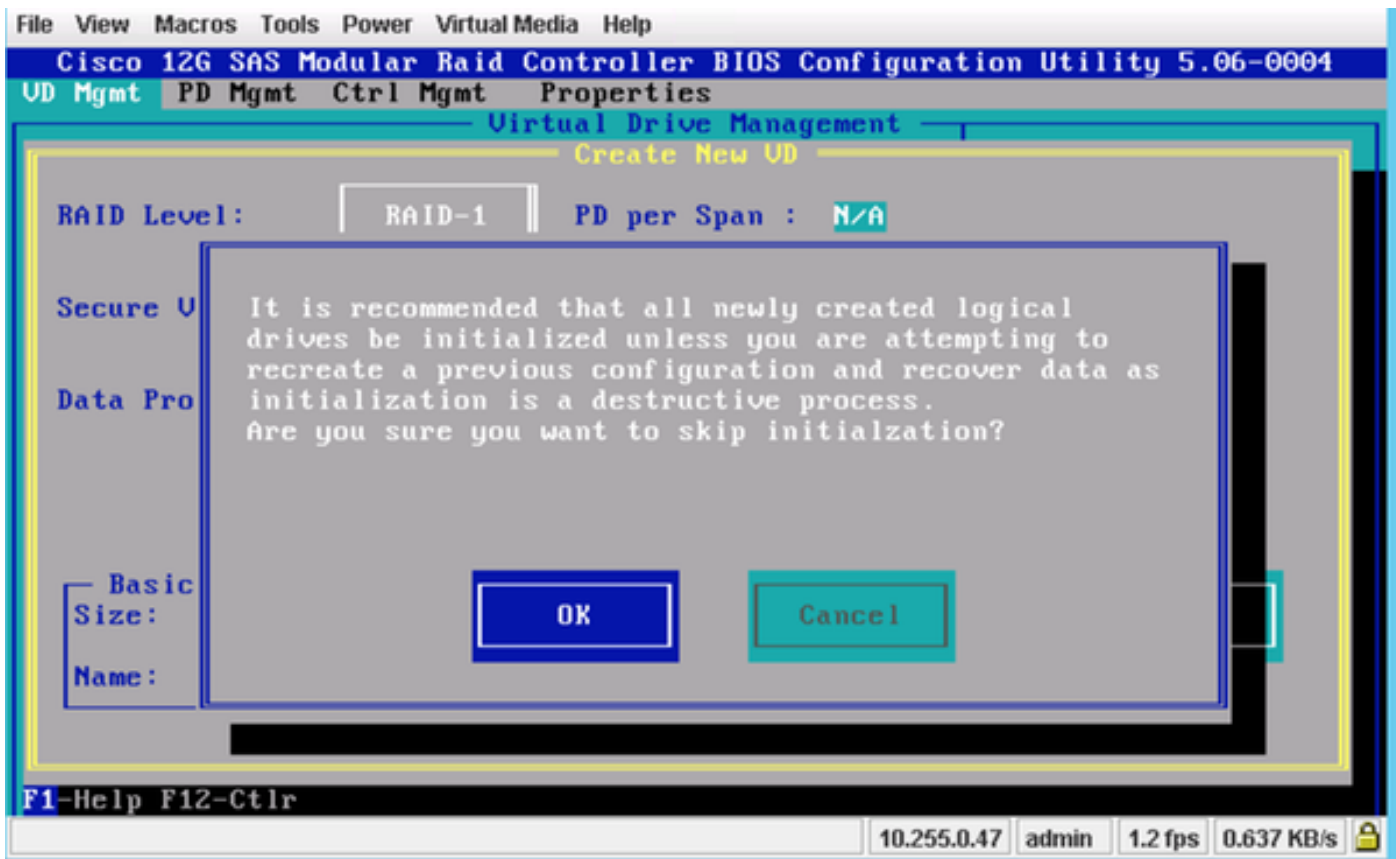 File View Macros Tools Power Virtual Media Help
Cisco 12G SAS Modular Raid Controller BIOS Configuration Utility 5.06-0004
VD Mgmt PD Mgmt Ctrl Mgmt Properties
Virtual Drive Management
Create New VD
RAID Level: RAID-1 PD per Span : N/A
Secure V
Data Pro
It is recommended that all newly created logical
drives be initialized unless you are attempting to
recreate a previous configuration and recover data as
initialization is a destructive process.
Are you sure you want to skip initialzation?
OK Cancel
Basic
Size:
Name:
F1-Help F12-Ctlr
10.255.0.47 admin 1.2 fps 0.637 KB/s